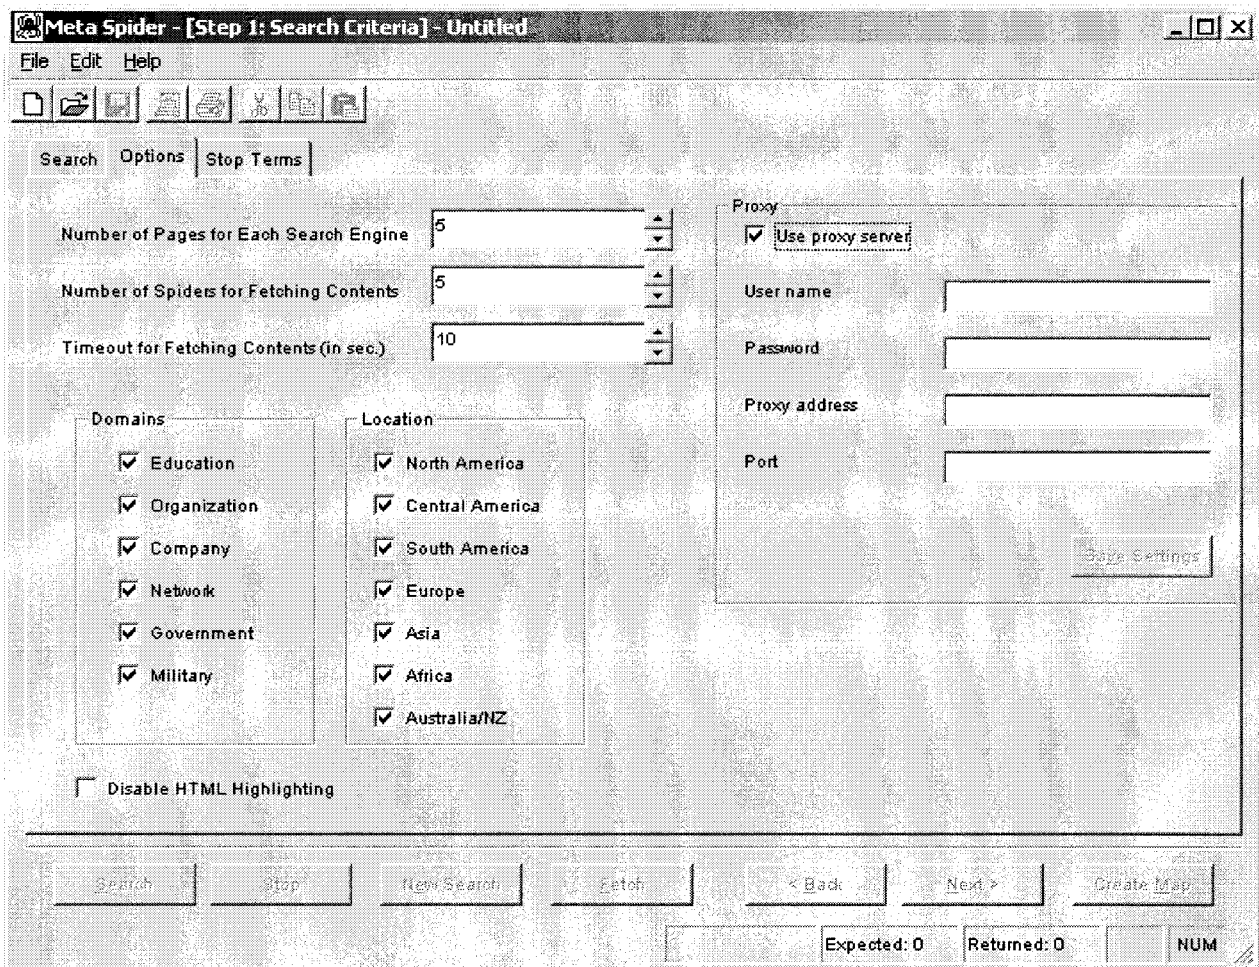 Meta Spider - [Step 1: Search Criteria] - Untitled
File Edit Help
Search Options Stop Terms
Number of Pages for Each Search Engine 5
Number of Spiders for Fetching Contents 5
Timeout for Fetching Contents (in sec.) 10
Proxy
Use proxy server
User name
Password
Proxy address
Port
Save Settings
Domains
Education
Organization
Company
Network
Government
Military
Location
North America
Central America
South America
Europe
Asia
Africa
Australia/NZ
Disable HTML Highlighting
Search Stop New Search Fetch < Back Next > Create Map
Expected: 0 Returned: 0 NUM